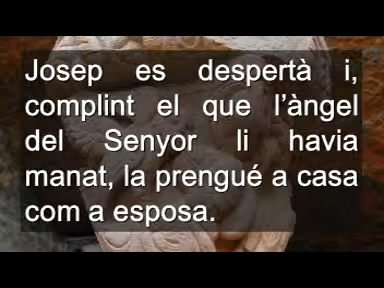 Josep es despertà i,
complint el que l'àngel
del Senyor li havia
manat, la prengué a casa
com a esposa.